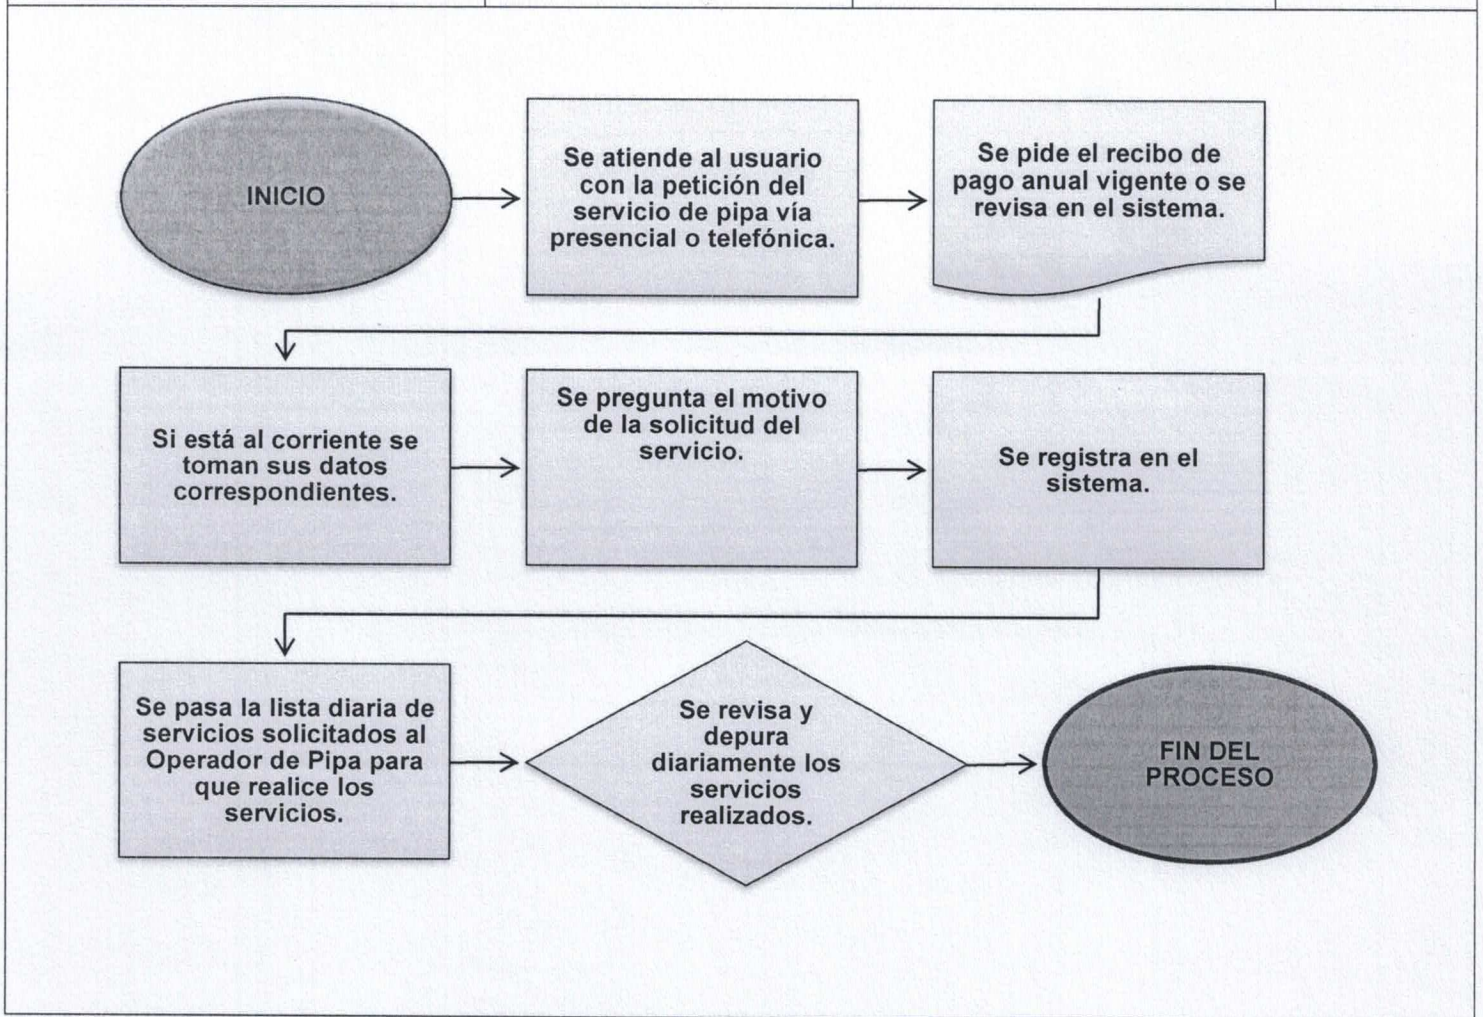 INICIO
Se atiende al usuario
con la petición del
servicio de pipa vía
presencial o telefónica.
Se pide el recibo de
pago anual vigente o se
revisa en el sistema.
Si está al corriente se
toman sus datos
correspondientes.
Se pregunta el motivo
de la solicitud del
servicio.
Se registra en el
sistema.
Se pasa la lista diaria de
servicios solicitados al
Operador de Pipa para
que realice los
servicios.
Se revisa y
depura
diariamente los
servicios
realizados.
FIN DEL
PROCESO